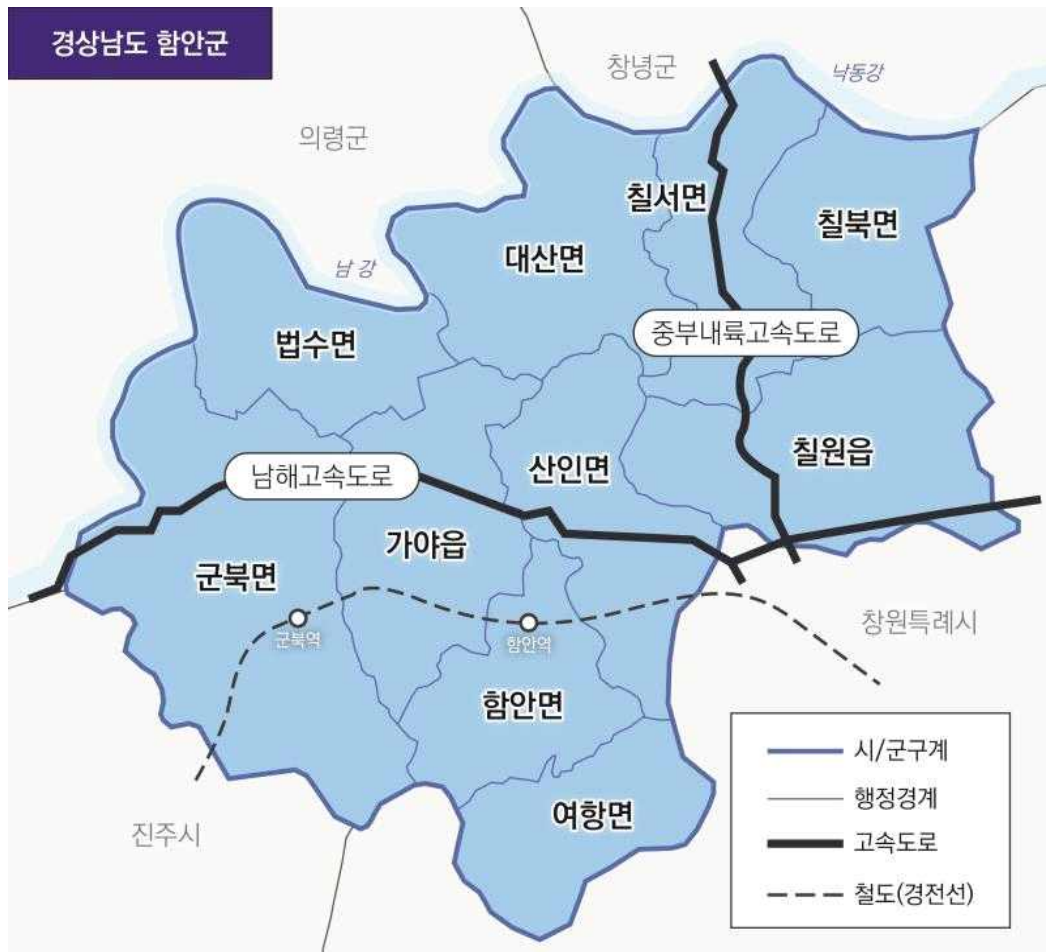 경상남도 함안군
창녕군
낙동강
의령군
칠서면
칠북면
대산면
남 강
중부내륙고속도로
법수면
칠원읍
산인면
남해고속도로
가야읍
군북면
군북역
함안역
창원특례시
함안면
시/군구계
행정경계
여항면
진주시
고속도로
철도(경전선)